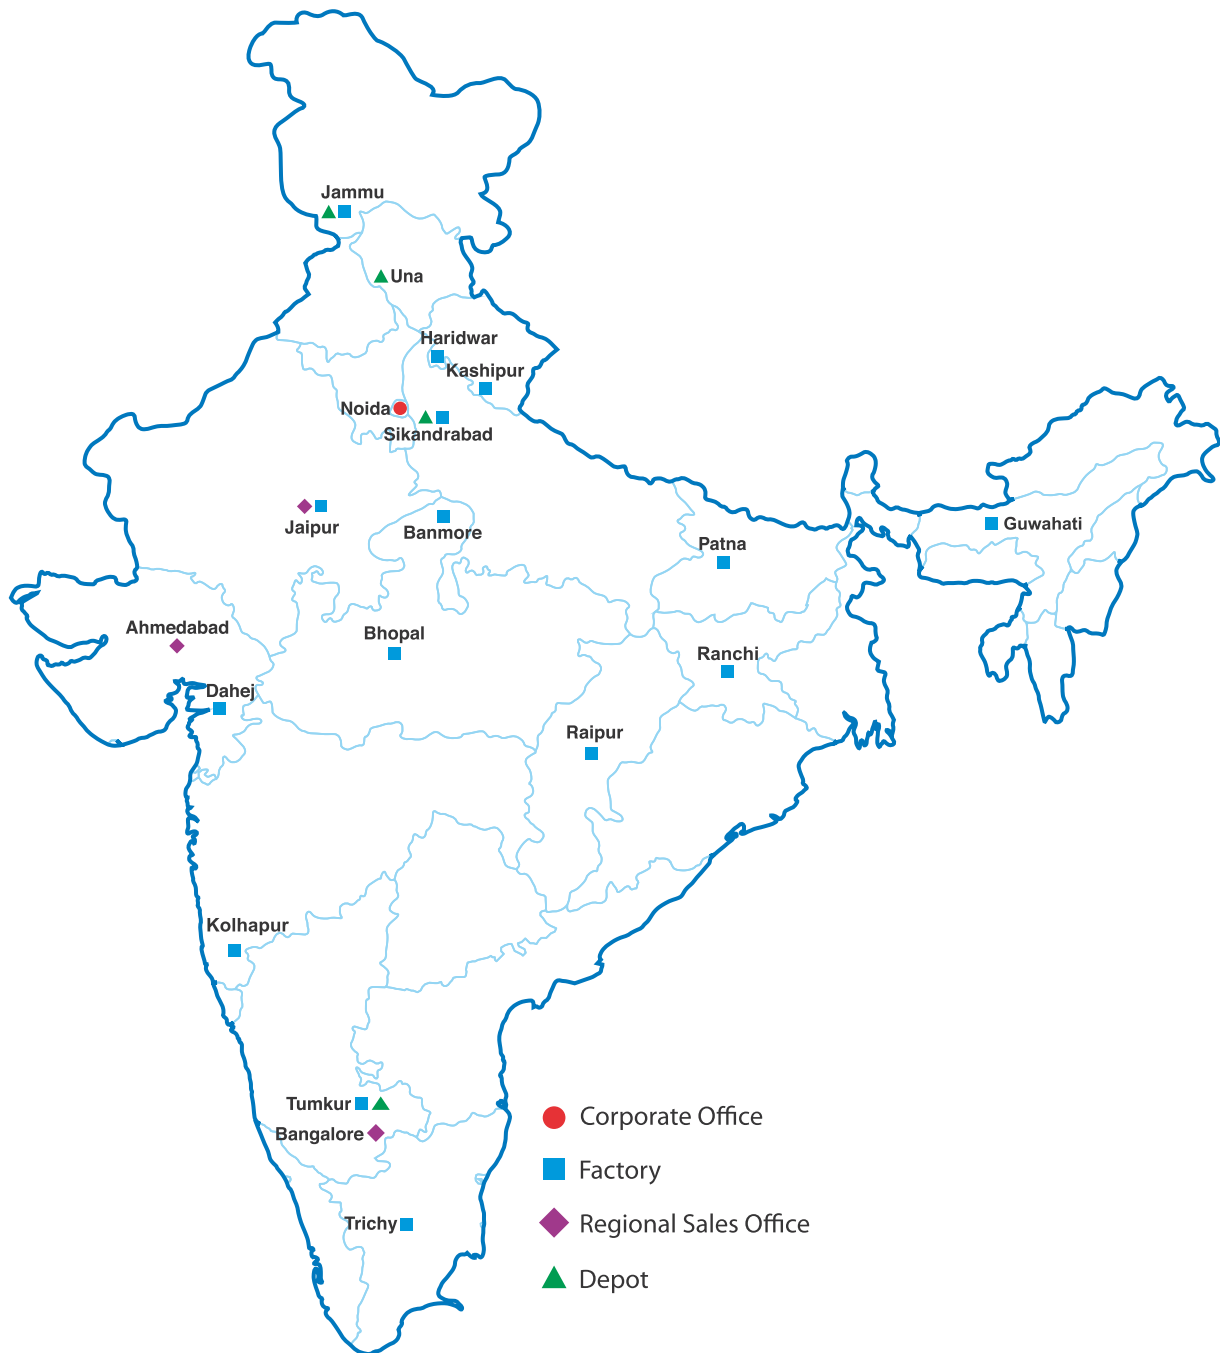 Jammu
Una
Haridwar
Kashipur
Noida
Sikandrabad
Jaipur
Banmore
Patna
Guwahati
Ahmedabad
Bhopal
Ranchi
Dahej
Raipur
Kolhapur
Tumkur
Bangalore
Trichy
Corporate Office
Factory
Regional Sales Office
Depot